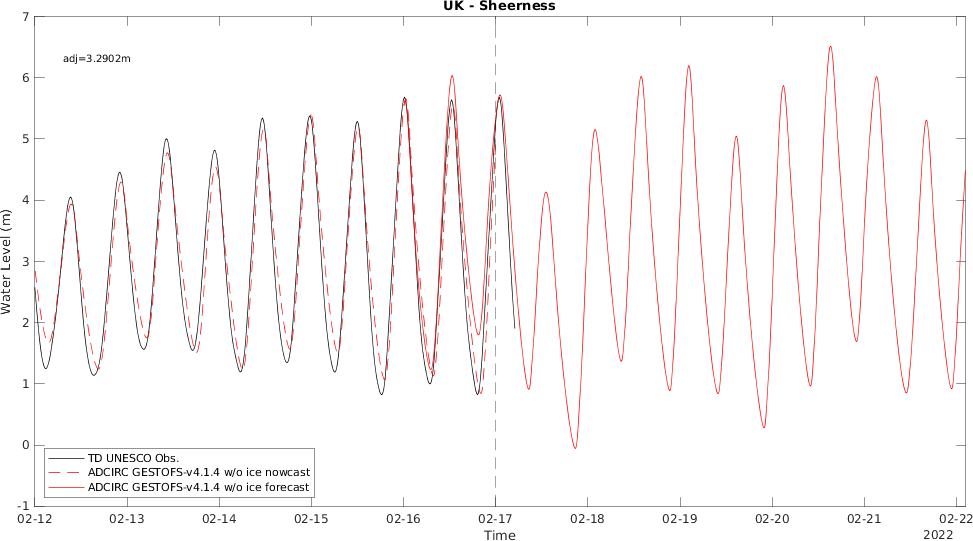 UK - Sheerness
adj=3.2902m
Water Level (m)
7
6
5
4
3
2
1
0
-1
TD UNESCO Obs.
ADCIRC GESTOFS-v4.1.4 w/o ice nowcast
ADCIRC GESTOFS-v4.1.4 w/o ice forecast
02-12 02-13 02-14 02-15 02-16 02-17 02-18 02-19 02-20 02-21 02-22
Time
2022